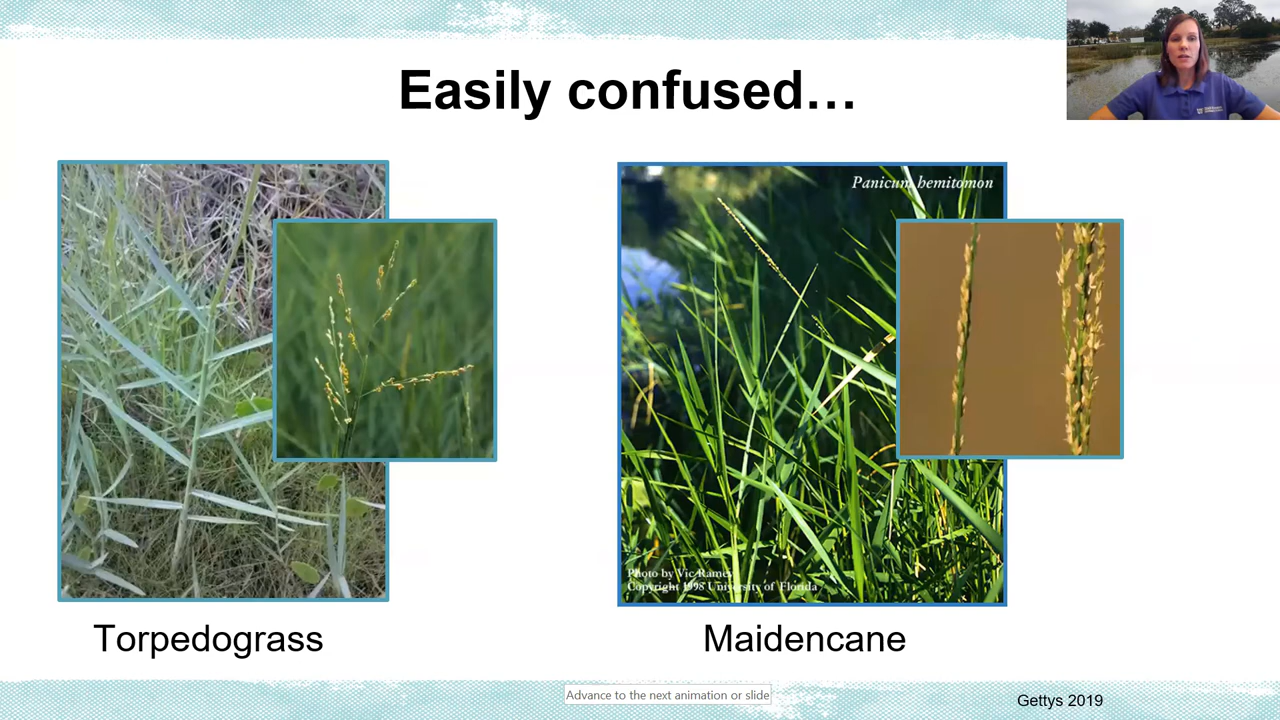 Easily confused…
Panicum hemitomon
Photo by Vic Ramey
Copyright 1998 University of Florida
Torpedograss
Maidencane
Advance to the next animation or slide
Gettys 2019